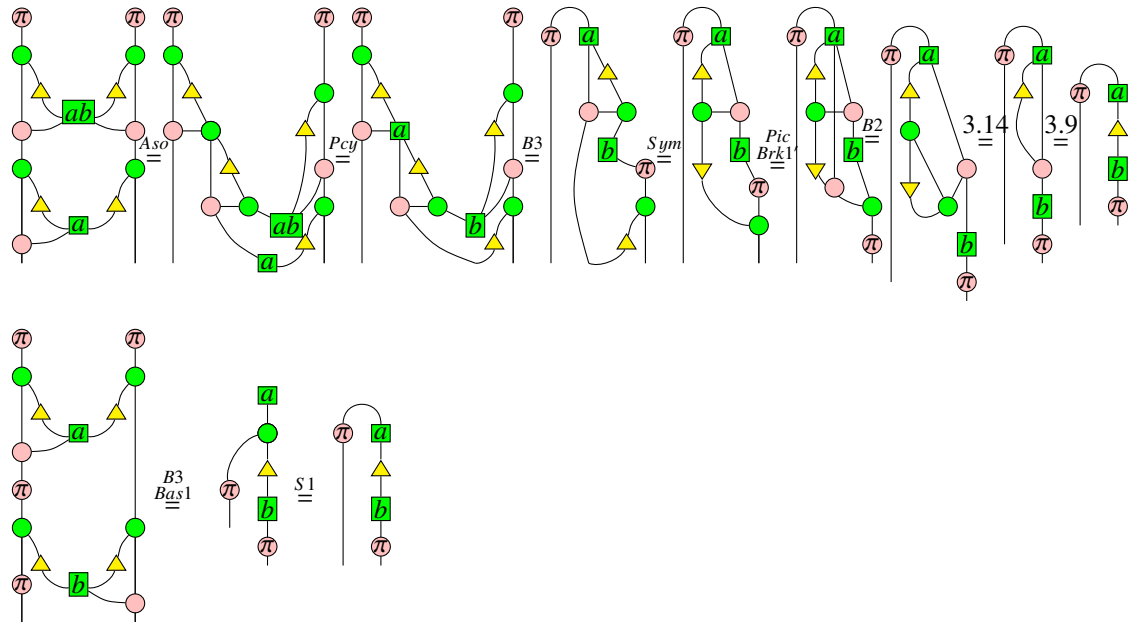 π π π π π π π a π a π a π a π a
π a
ab a b b b 3.14 3.9 b
Aso Pcy B3 Sym Pic B2
= = = π = Brk1′ = = =
= π b π
a ab b b
a π π
π
π π
a
a π a
π B3 π b S1 b
Bas1 = π π
=
π b